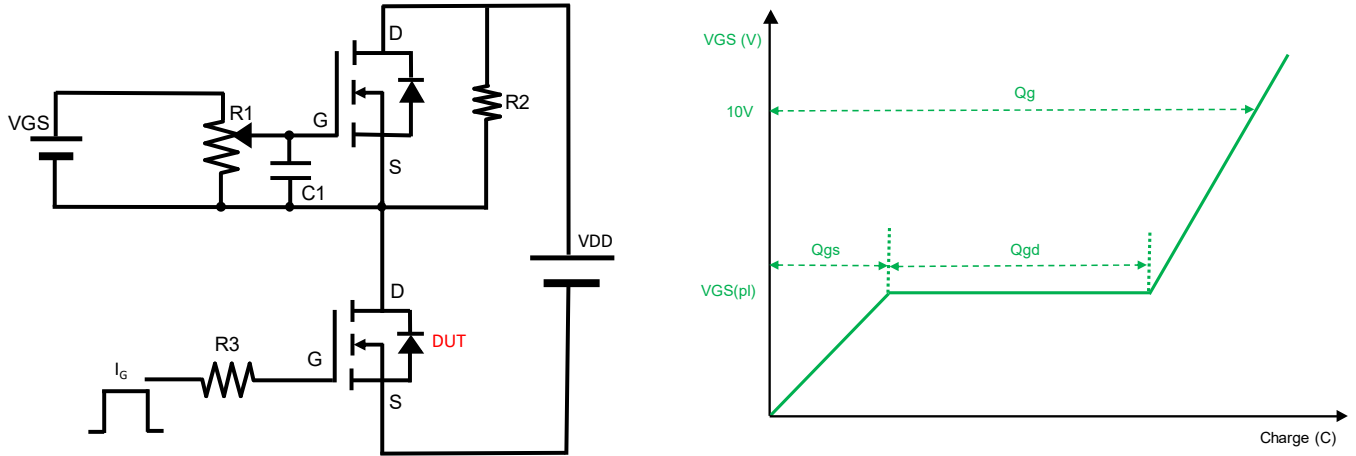 D
R1
VGS
G
R2
S
C1
VDD
D
DUT
R3
G
IG
S
VGS (V)
Qg
10V
Qgs
Qgd
VGS(pl)
Charge (C)